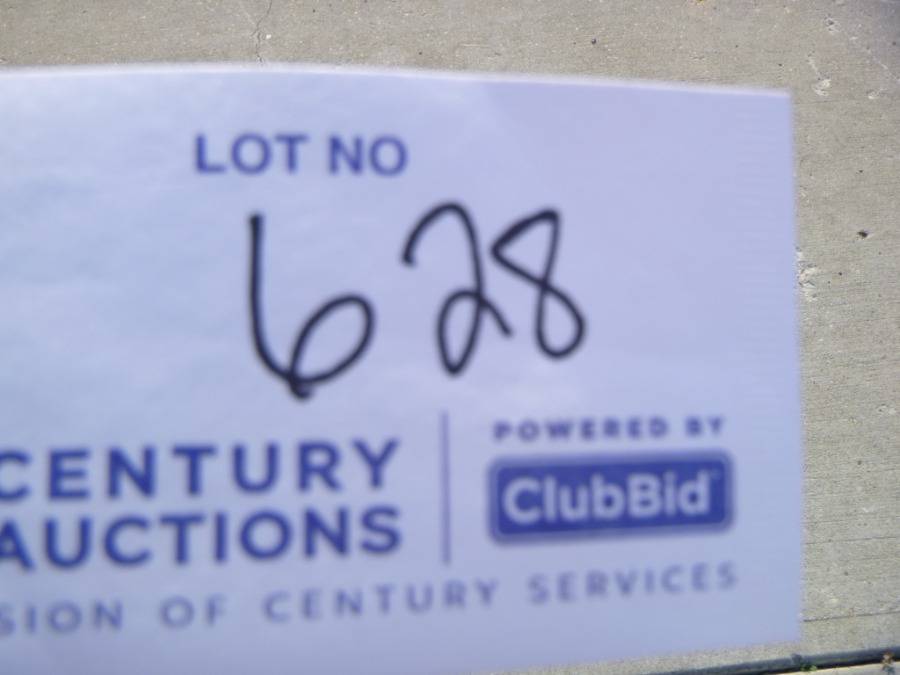 LOT NO
628
CENTURY
AUCTIONS
POWERED BY
ClubBid
SION OF CENTURY SERVICES